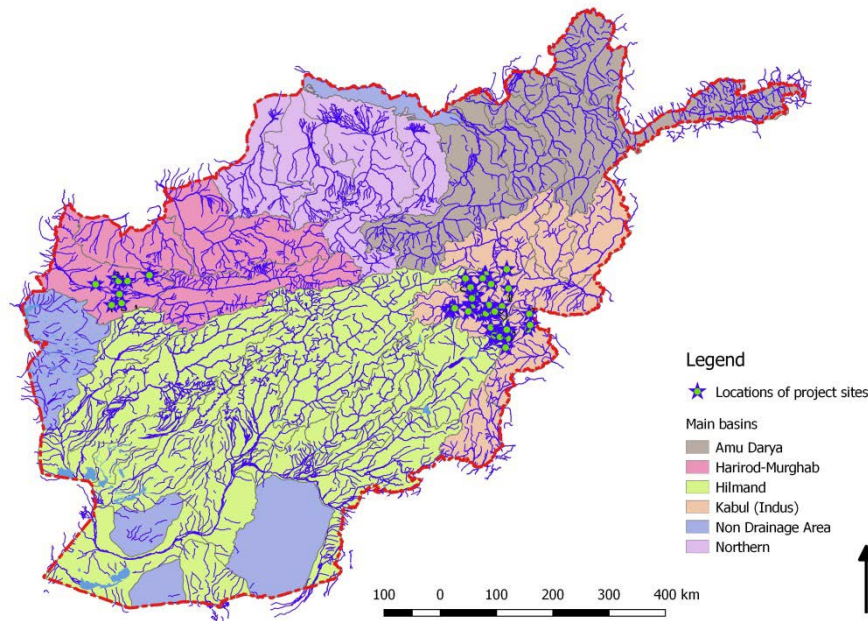 Legend
Locations of project sites
Main basins
Amu Darya
Harirod-Murghab
Hilmand
Kabul (Indus)
Non Drainage Area
Northern
100 0 100 200 300 400 km